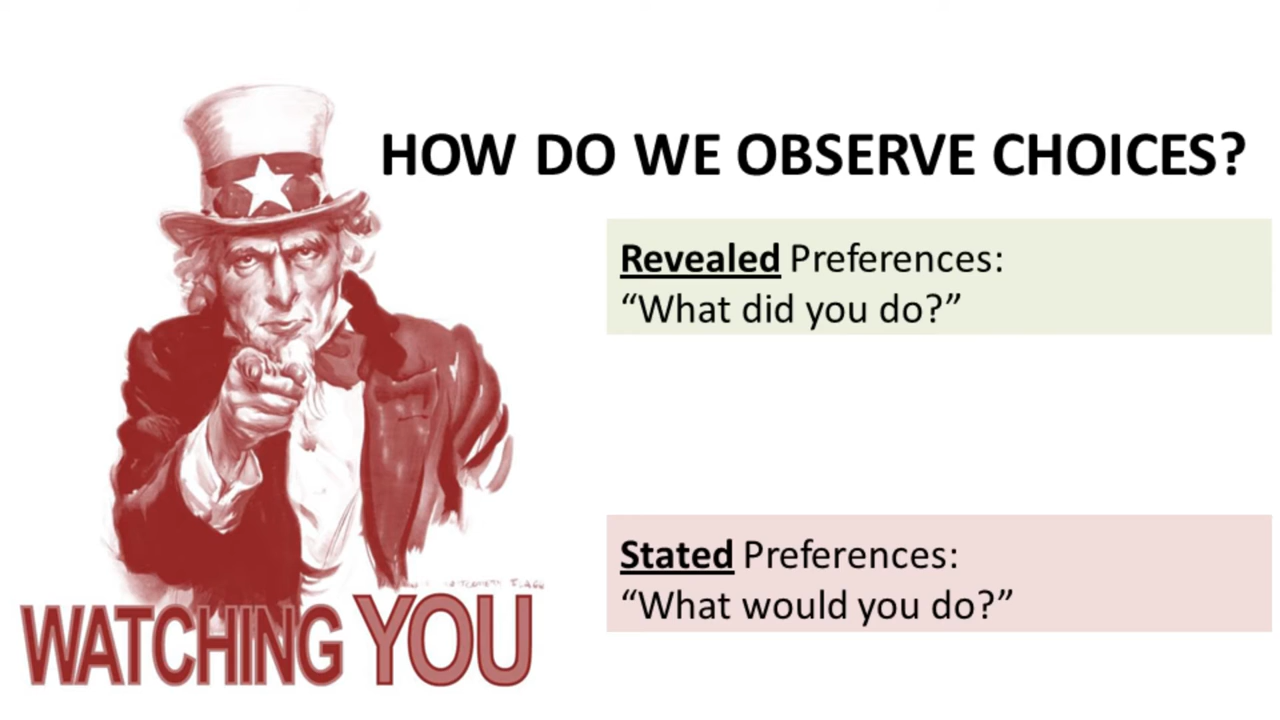 HOW DO WE OBSERVE CHOICES?
Revealed Preferences:
“What did you do?”
Stated Preferences:
“What would you do?”
WATCHING YOU